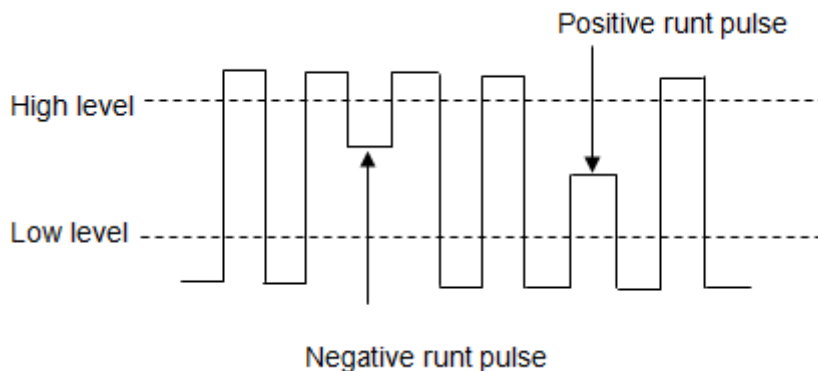 Positive runt pulse
High level
Low level
Negative runt pulse